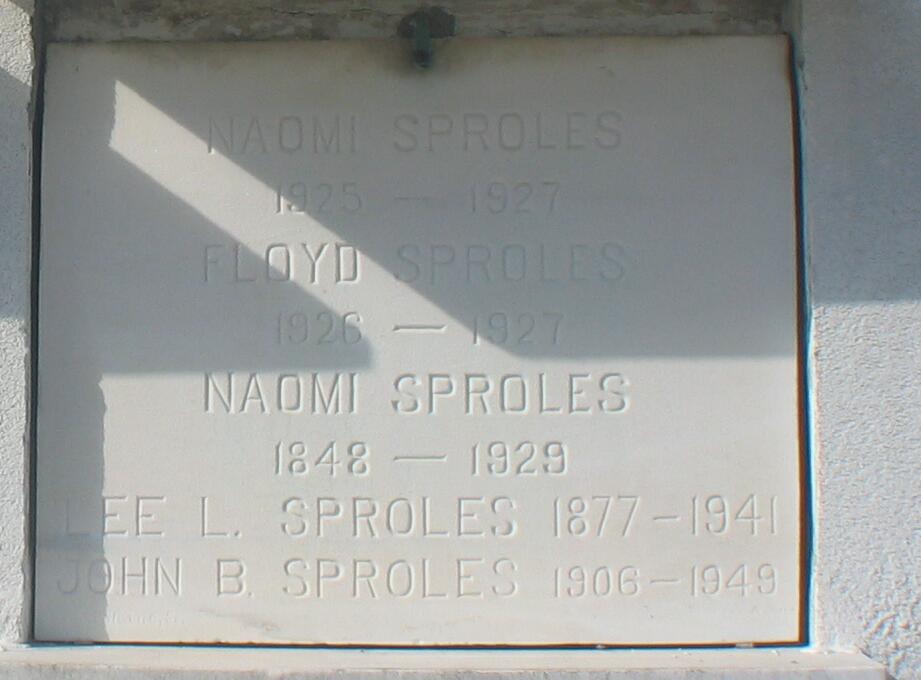 NAOMI SPROLES
1925 — 1927
FLOYD SPROLES
1926 — 1927
NAOMI SPROLES
1848 — 1929
LEE L. SPROLES 1877 – 1941
JOHN B. SPROLES 1906 – 1949